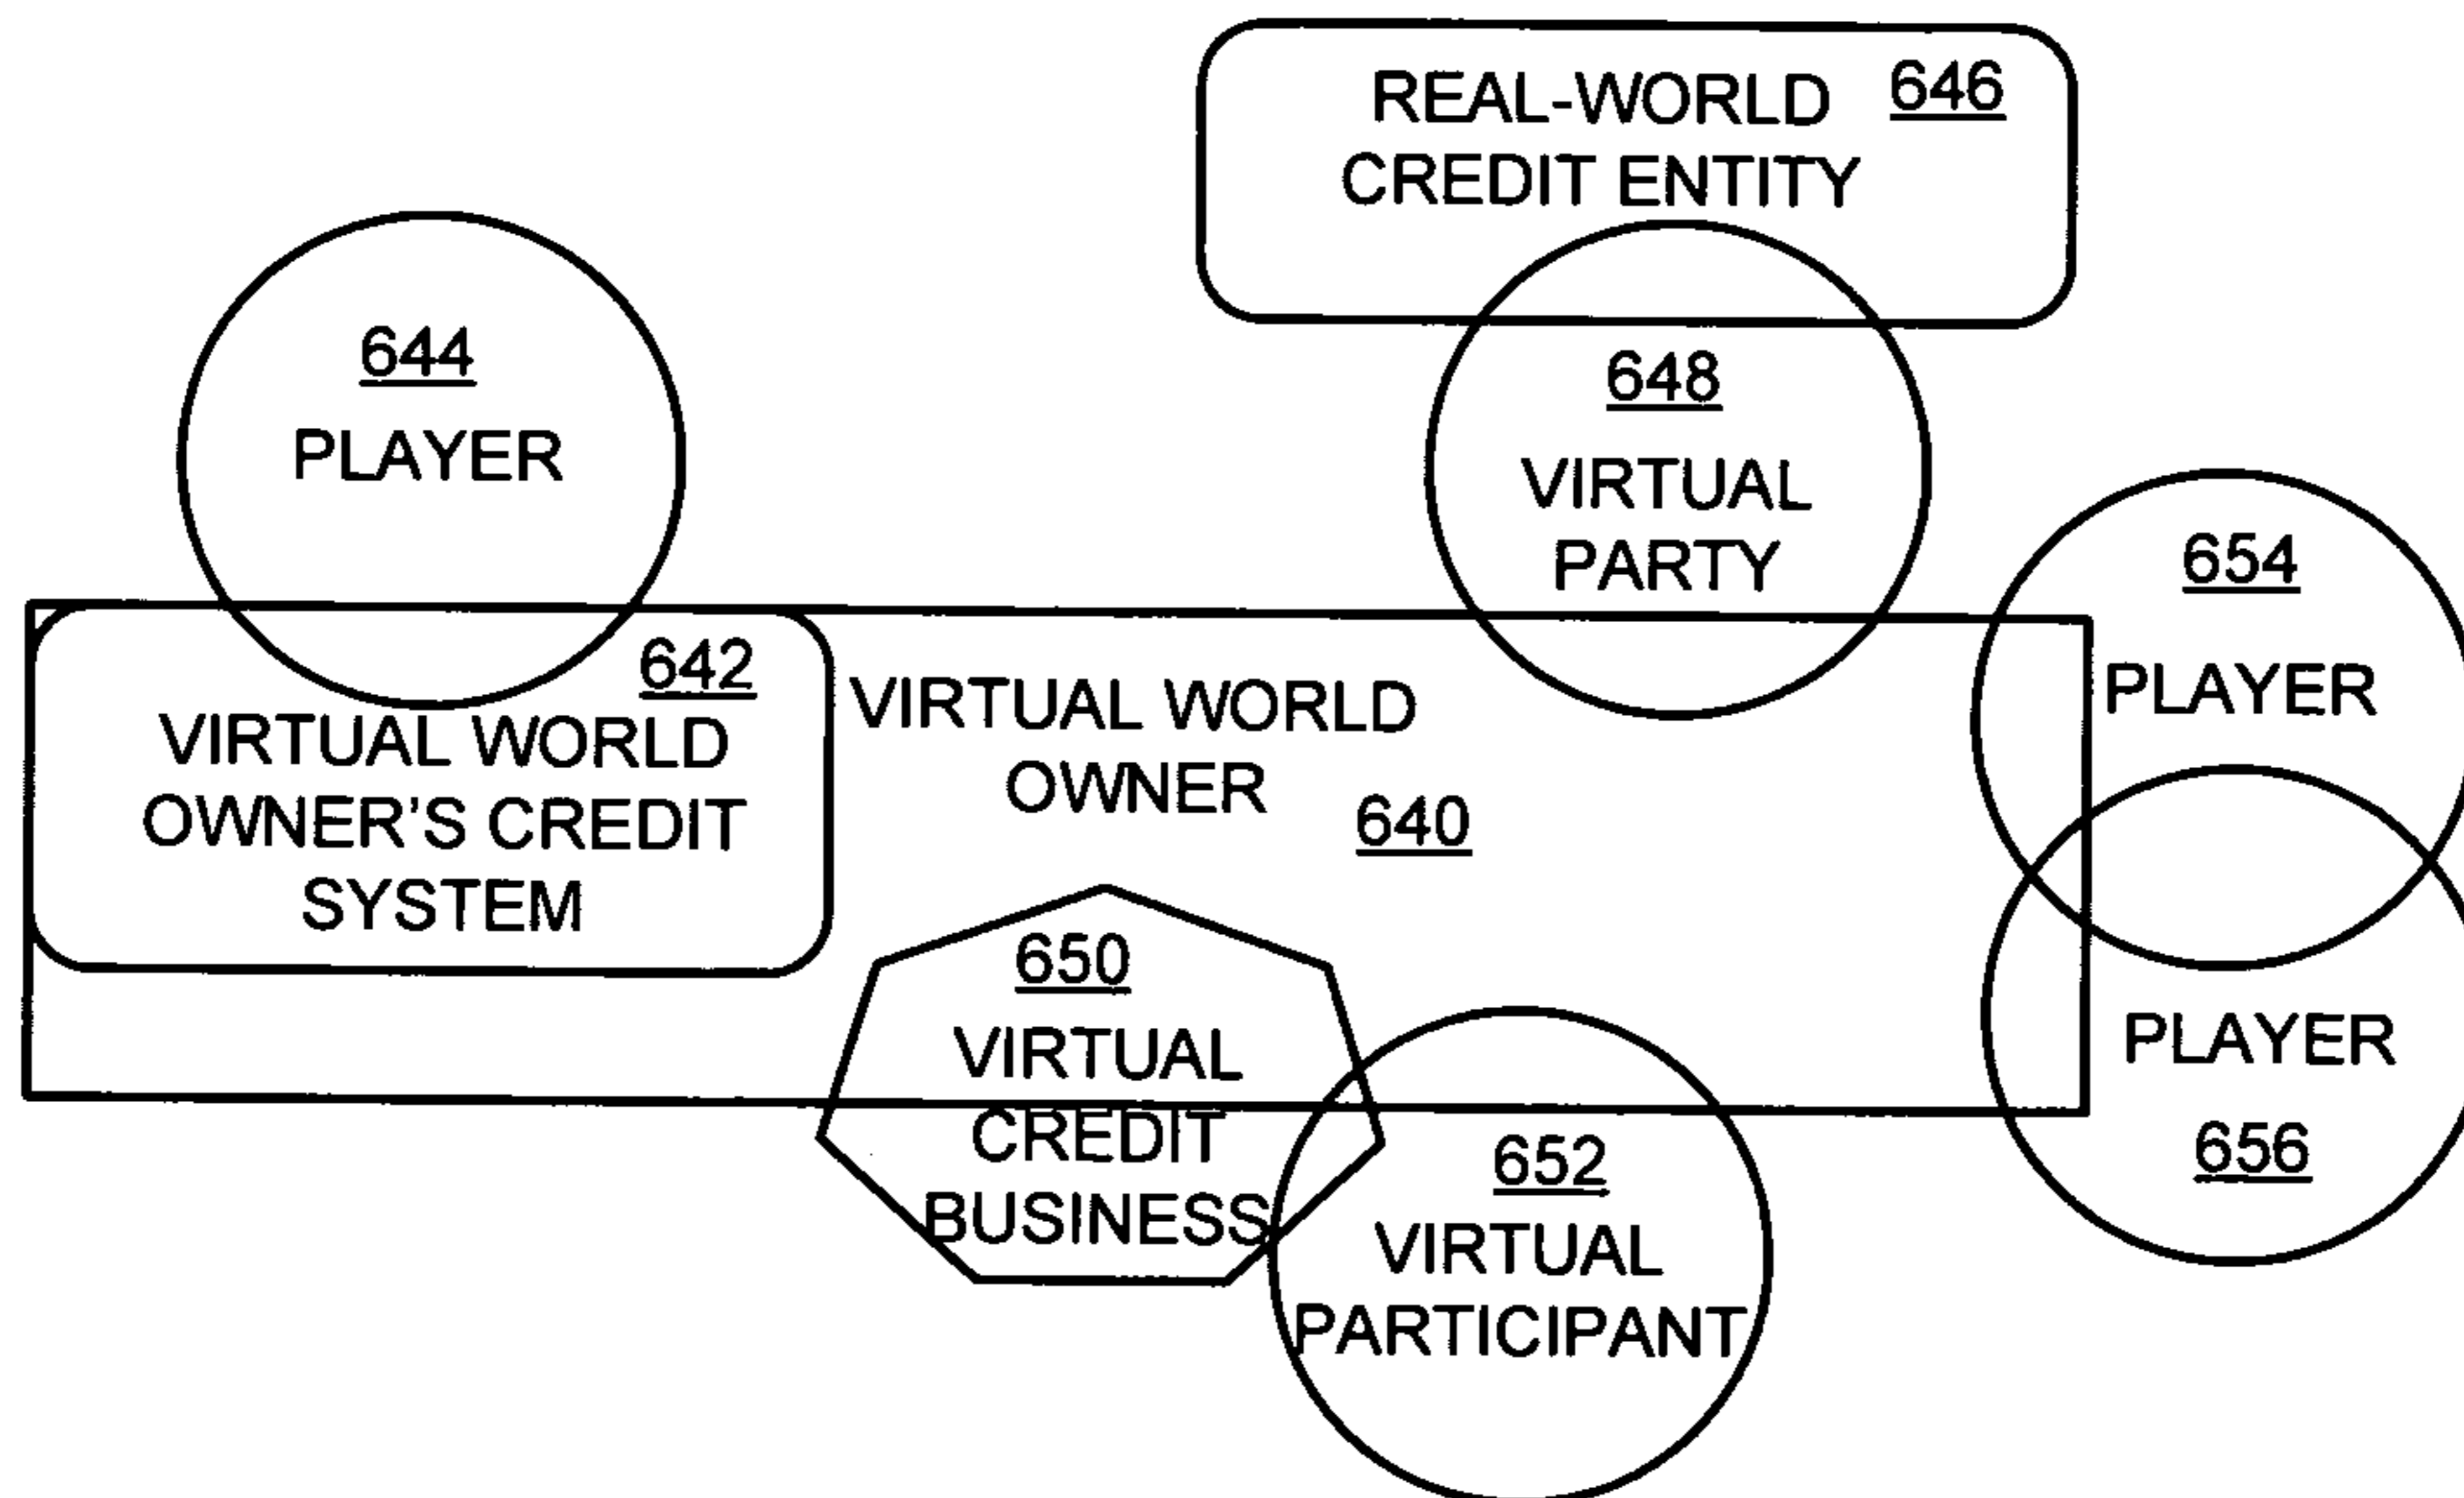 REAL-WORLD 646
CREDIT ENTITY
644
PLAYER
648
VIRTUAL
PARTY
654
PLAYER
642
VIRTUAL WORLD
OWNER'S CREDIT
SYSTEM
VIRTUAL WORLD
OWNER
640
650
VIRTUAL
CREDIT
BUSINESS
652
VIRTUAL
PARTICIPANT
PLAYER
656